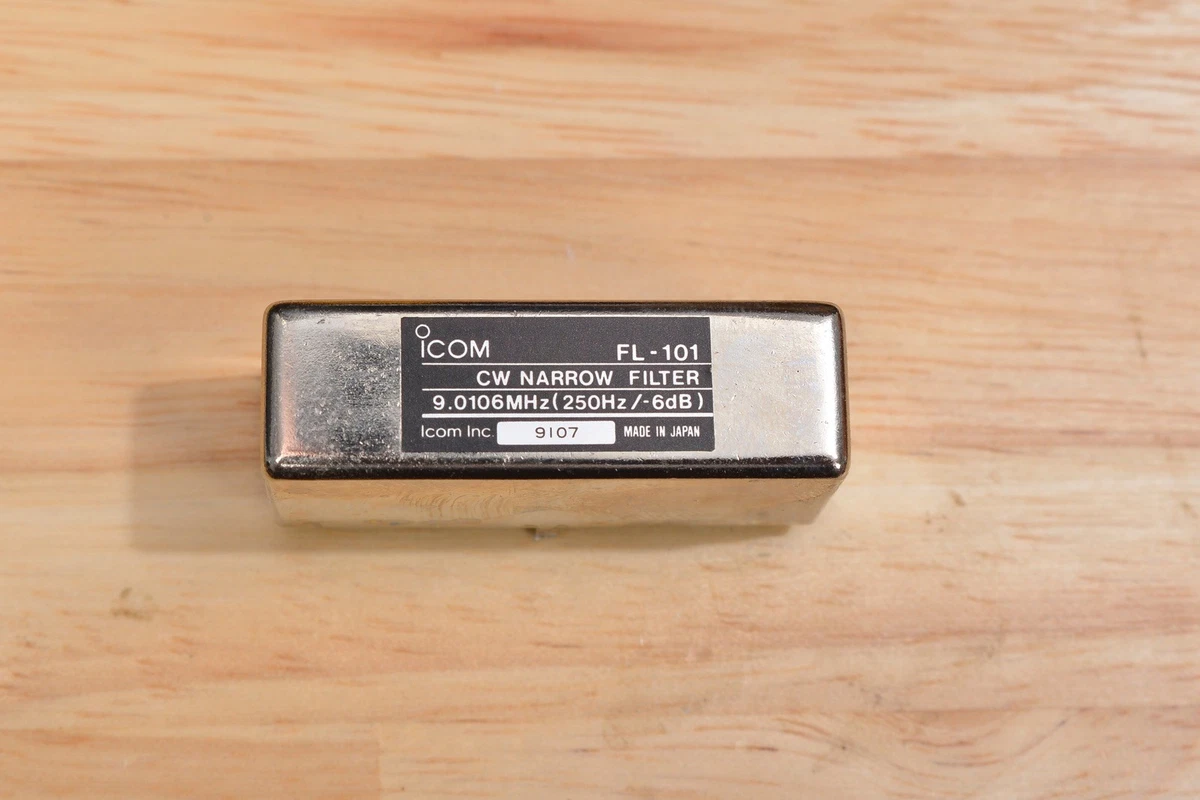 ICOM FL-101
CW NARROW FILTER
9.0106MHz(250Hz/-6dB)
Icom Inc. 9107 MADE IN JAPAN